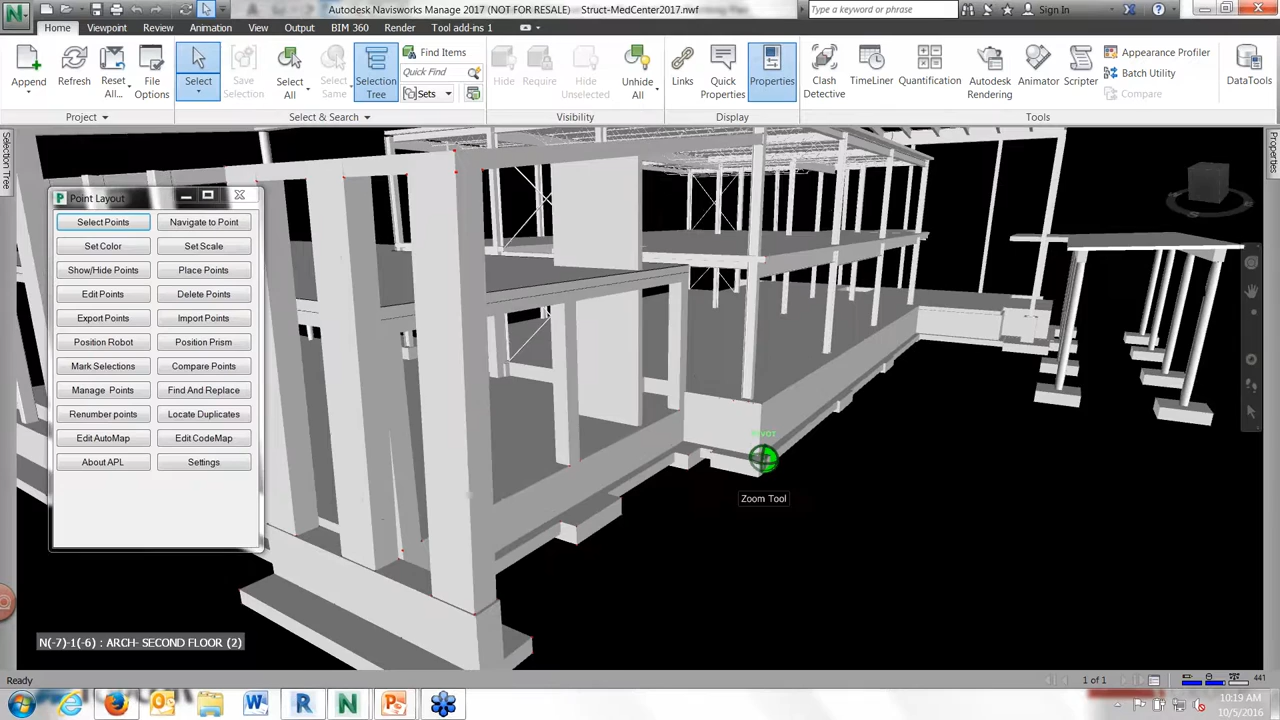 Autodesk Navisworks Manage 2017 (NOT FOR RESALE) Struct-MedCenter2017.nwf
Type a keyword or phrase
Sign In
Home Viewpoint Review Animation View Output BIM 360 Render Tool add-ins 1
Append
Refresh
Reset All...
File Options
Project
Select
Save Selection
Select All
Select Same
Selection Tree
Find Items
Quick Find
Sets
Select & Search
Hide
Require
Hide Unselected
Unhide All
Visibility
Links
Quick Properties
Properties
Display
Clash Detective
TimeLiner
Quantification
Autodesk Rendering
Animator
Scripter
Appearance Profiler
Batch Utility
Compare
DataTools
Tools
Selection Tree
Properties
Point Layout
Select Points Navigate to Point
Set Color Set Scale
Show/Hide Points Place Points
Edit Points Delete Points
Export Points Import Points
Position Robot Position Prism
Mark Selections Compare Points
Manage Points Find And Replace
Renumber points Locate Duplicates
Edit AutoMap Edit CodeMap
About APL Settings
PIVOT
Zoom Tool
N(-7)-1(-6) : ARCH- SECOND FLOOR (2)
Ready
1 of 1
441
10:19 AM
10/5/2016